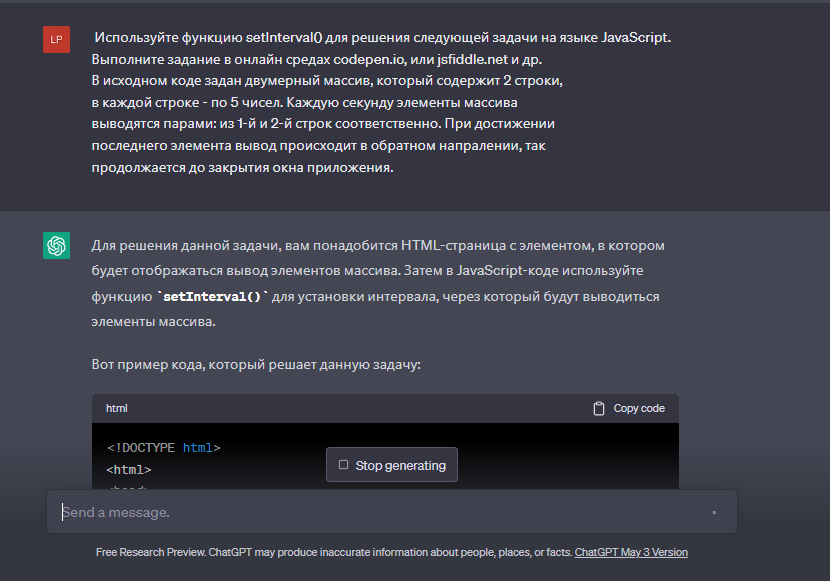 LP
Используйте функцию setInterval() для решения следующей задачи на языке JavaScript.
Выполните задание в онлайн средах codepen.io, или jsfiddle.net и др.
В исходном коде задан двумерный массив, который содержит 2 строки,
в каждой строке - по 5 чисел. Каждую секунду элементы массива
выводятся парами: из 1-й и 2-й строк соответственно. При достижении
последнего элемента вывод происходит в обратном напралении, так
продолжается до закрытия окна приложения.
Для решения данной задачи, вам понадобится HTML-страница с элементом, в котором
будет отображаться вывод элементов массива. Затем в JavaScript-коде используйте
функцию `setInterval()` для установки интервала, через который будут выводиться
элементы массива.
Вот пример кода, который решает данную задачу:
html Copy code
<!DOCTYPE html>
<html>
Stop generating
Send a message.
Free Research Preview. ChatGPT may produce inaccurate information about people, places, or facts. ChatGPT May 3 Version